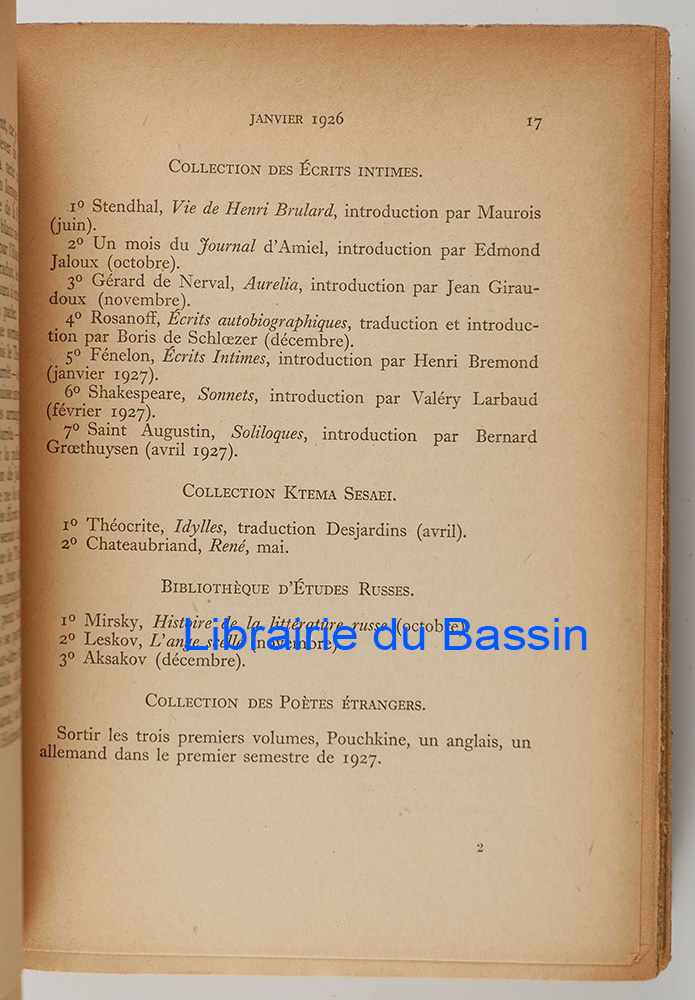 JANVIER 1926 17
COLLECTION DES ÉCRITS INTIMES.
1º Stendhal, Vie de Henri Brulard, introduction par Maurois
(juin).
2º Un mois du Journal d'Amiel, introduction par Edmond
Jaloux (octobre).
3º Gérard de Nerval, Aurelia, introduction par Jean Girau-
doux (novembre).
4º Rosanoff, Écrits autobiographiques, traduction et introduc-
tion par Boris de Schlœzer (décembre).
5º Fénelon, Écrits Intimes, introduction par Henri Bremond
(janvier 1927).
6º Shakespeare, Sonnets, introduction par Valéry Larbaud
(février 1927).
7º Saint Augustin, Soliloques, introduction par Bernard
Grœthuysen (avril 1927).
COLLECTION KTEMA SESAEI.
1º Théocrite, Idylles, traduction Desjardins (avril).
2º Chateaubriand, René, mai.
BIBLIOTHÈQUE D'ÉTUDES RUSSES.
1º Mirsky, Histoire de la littérature russe (octobre).
2º Leskov, L'ange scellé (novembre)
Librairie du Bassin
3º Aksakov (décembre).
COLLECTION DES POÈTES ÉTRANGERS.
Sortir les trois premiers volumes, Pouchkine, un anglais, un
allemand dans le premier semestre de 1927.
2